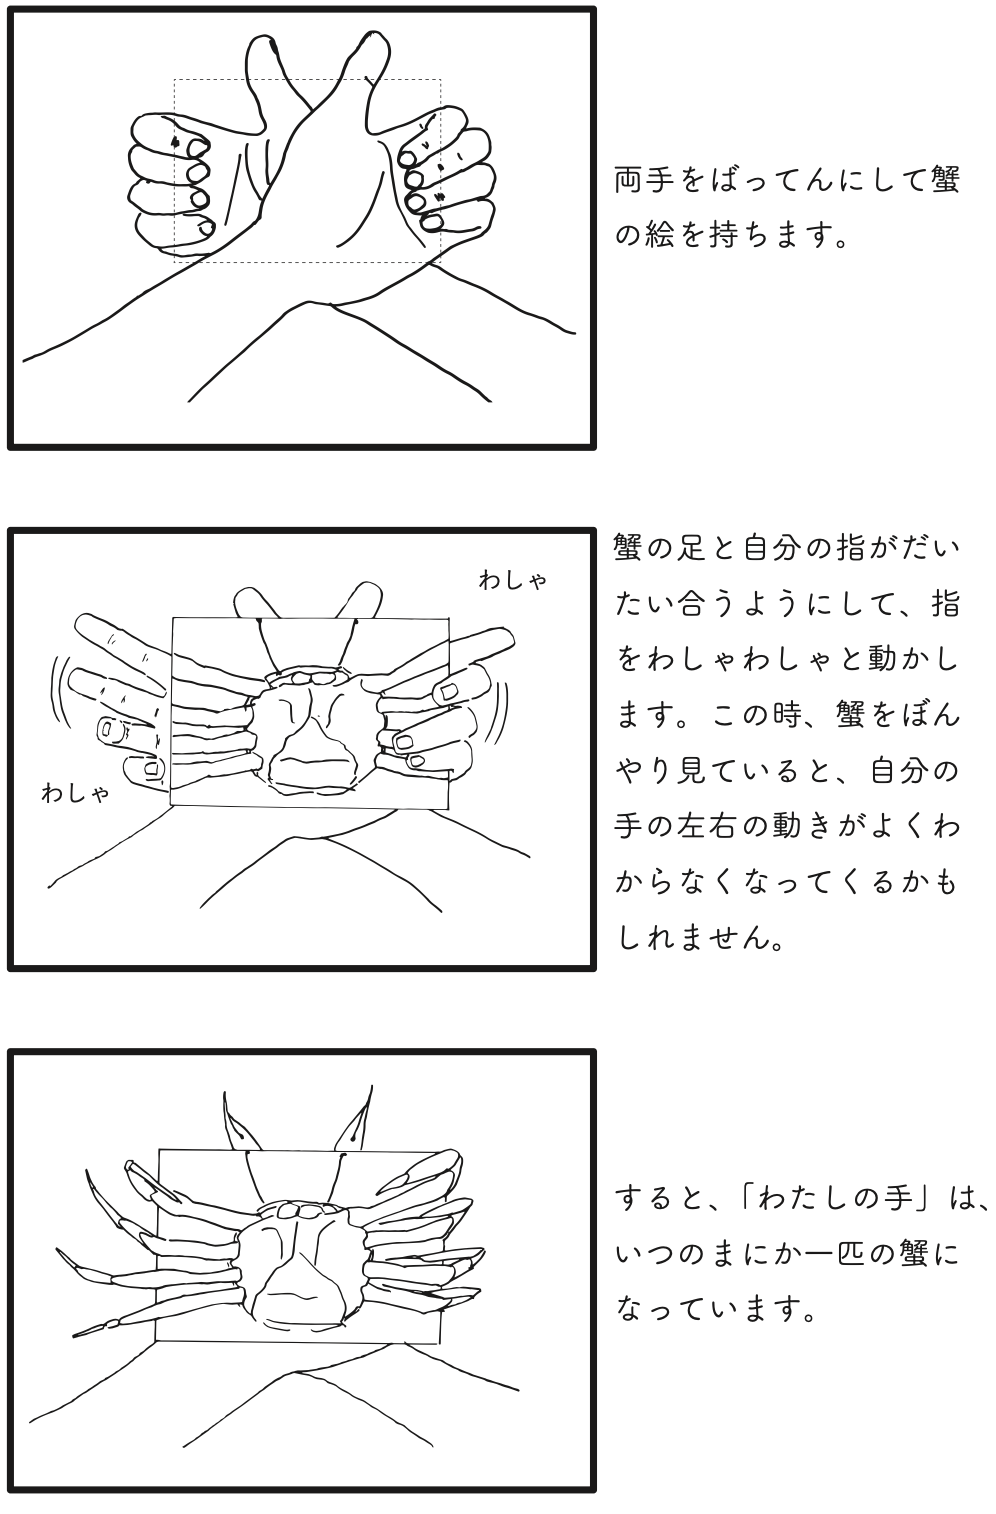 両手をばってんにして蟹
の絵を持ちます。
わしゃ
わしゃ
蟹の足と自分の指がだい
たい合うようにして、指
をわしゃわしゃと動かし
ます。この時、蟹をぼん
やり見ていると、自分の
手の左右の動きがよくわ
からなくなってくるかも
しれません。
すると、「わたしの手」は、
いつのまにか一匹の蟹に
なっています。